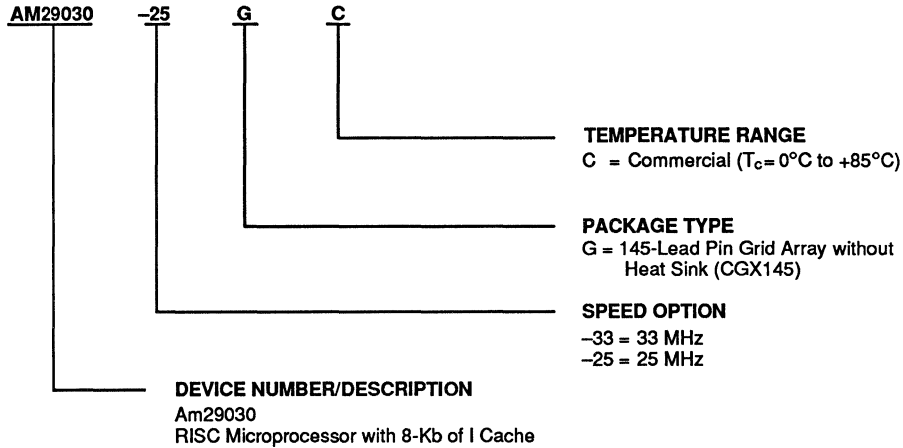 AM29030 –25 G C
TEMPERATURE RANGE
C = Commercial (Tc= 0°C to +85°C)
PACKAGE TYPE
G = 145-Lead Pin Grid Array without
Heat Sink (CGX145)
SPEED OPTION
–33 = 33 MHz
–25 = 25 MHz
DEVICE NUMBER/DESCRIPTION
Am29030
RISC Microprocessor with 8-Kb of I Cache